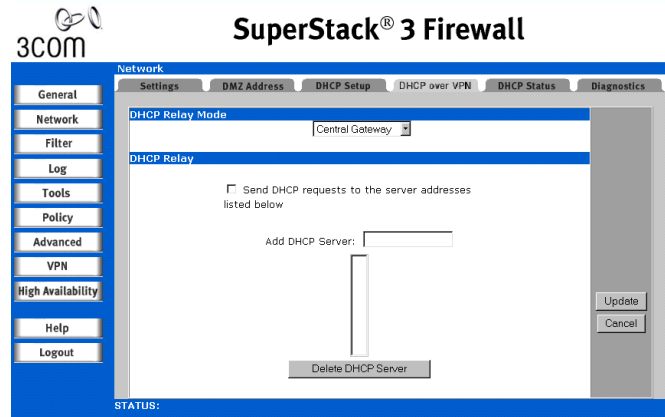 3COM
SuperStack® 3 Firewall
Network
Settings
DMZ Address
DHCP Setup
DHCP over VPN
DHCP Status
Diagnostics
General
Network
Filter
Log
Tools
Policy
Advanced
VPN
High Availability
Help
Logout
DHCP Relay Mode
Central Gateway
DHCP Relay
Send DHCP requests to the server addresses
listed below
Add DHCP Server:
Delete DHCP Server
Update
Cancel
STATUS: